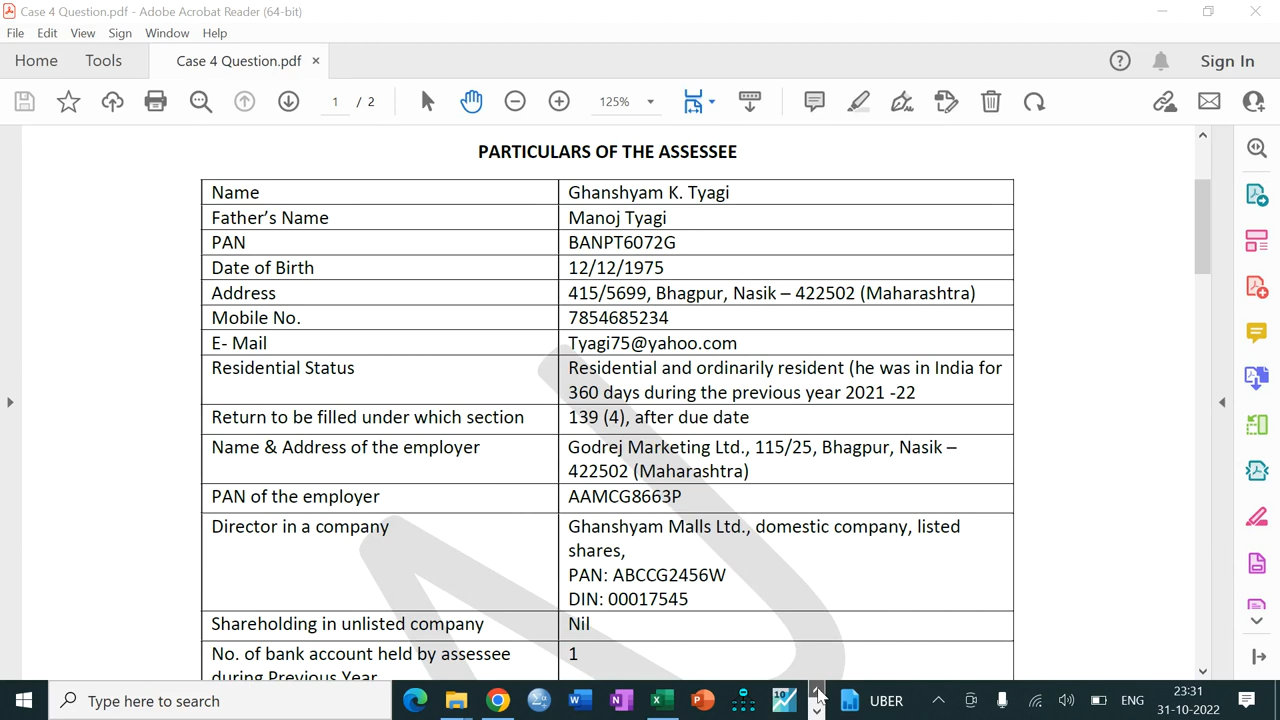 Case 4 Question.pdf - Adobe Acrobat Reader (64-bit)
File Edit View Sign Window Help
Home Tools Case 4 Question.pdf × Sign In
1 / 2 125%
PARTICULARS OF THE ASSESSEE
Name Ghanshyam K. Tyagi
Father's Name Manoj Tyagi
PAN BANPT6072G
Date of Birth 12/12/1975
Address 415/5699, Bhagpur, Nasik – 422502 (Maharashtra)
Mobile No. 7854685234
E- Mail Tyagi75@yahoo.com
Residential Status Residential and ordinarily resident (he was in India for
360 days during the previous year 2021 -22
Return to be filled under which section 139 (4), after due date
Name & Address of the employer Godrej Marketing Ltd., 115/25, Bhagpur, Nasik –
422502 (Maharashtra)
PAN of the employer AAMCG8663P
Director in a company Ghanshyam Malls Ltd., domestic company, listed
shares,
PAN: ABCCG2456W
DIN: 00017545
Shareholding in unlisted company Nil
No. of bank account held by assessee 1
during Previous Year
Type here to search UBER ENG 23:31
31-10-2022